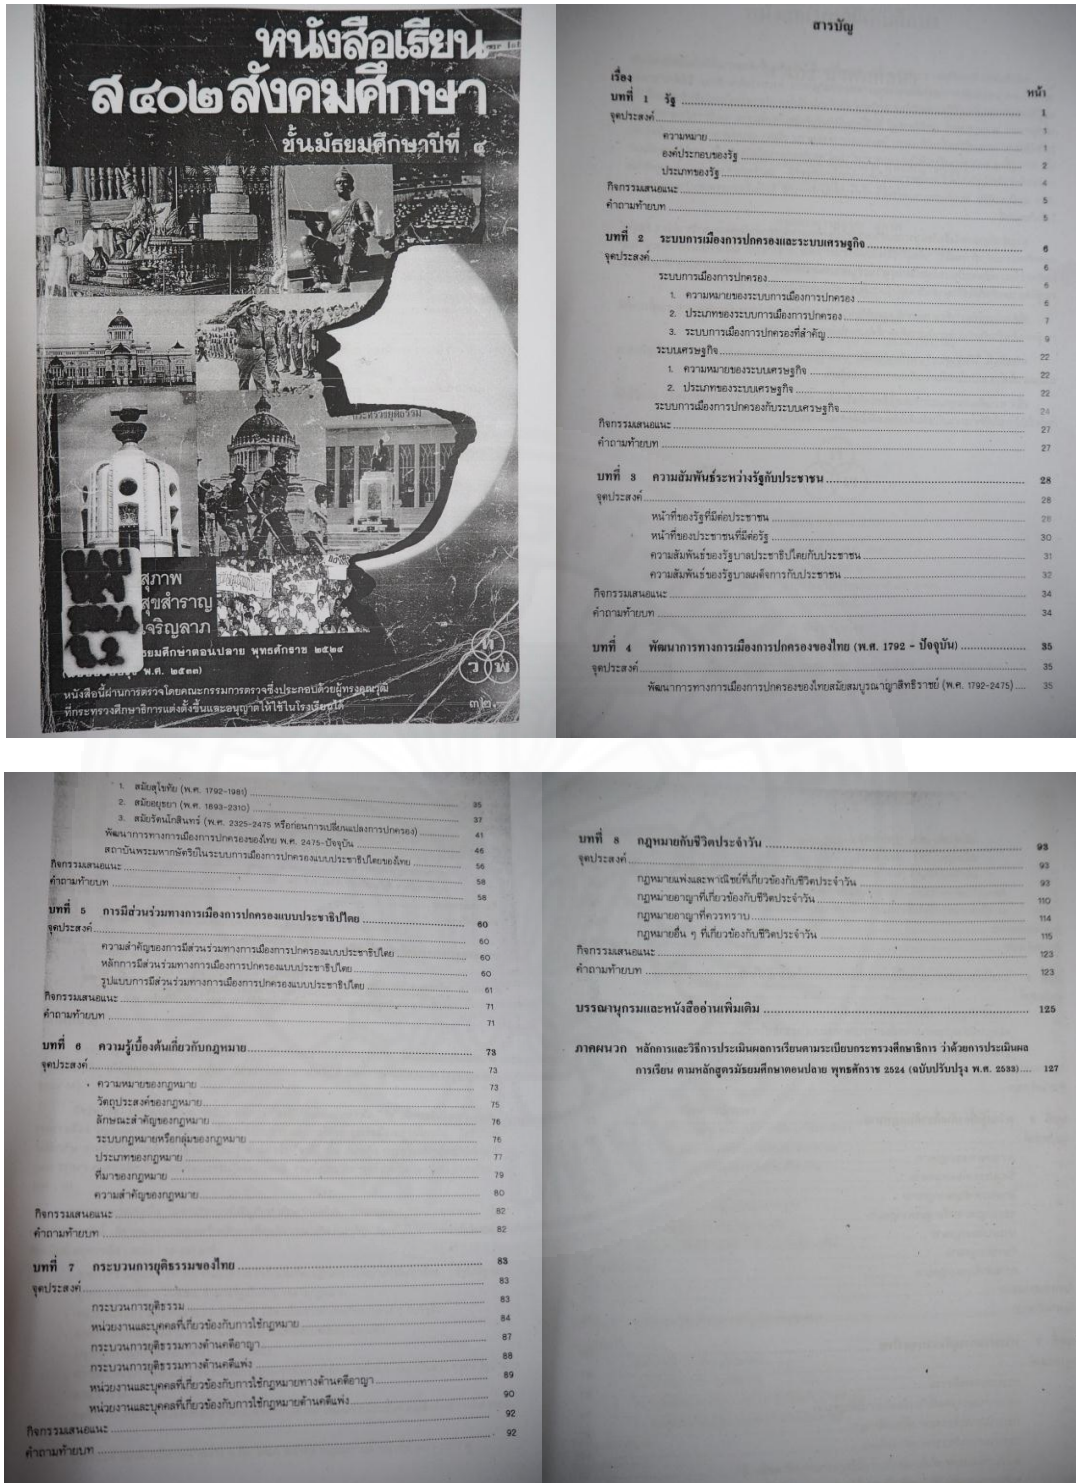 หนังสือเรียน
ส ๔๐๒ สังคมศึกษา
ชั้นมัธยมศึกษาปีที่ ๔
กระทรวงยุติธรรม
สุภาพ
สุขสำราญ
เจริญลาภ
ธยมศึกษาตอนปลาย พุทธศักราช ๒๕๒๔
พ.ศ. ๒๕๓๓)
หนังสือนี้ผ่านการตรวจโดยคณะกรรมการตรวจซึ่งประกอบด้วยผู้ทรงคุณวุฒิ
ที่กระทรวงศึกษาธิการแต่งตั้งขึ้นและอนุญาตให้ใช้ในโรงเรียนได้
ท
ว พ
๓๒.-
สารบัญ
เรื่อง หน้า
บทที่ 1 รัฐ 1
จุดประสงค์ 1
ความหมาย 1
องค์ประกอบของรัฐ 2
ประเภทของรัฐ 4
กิจกรรมเสนอแนะ 5
คำถามท้ายบท 5
บทที่ 2 ระบบการเมืองการปกครองและระบบเศรษฐกิจ 6
จุดประสงค์ 6
ระบบการเมืองการปกครอง 6
1. ความหมายของระบบการเมืองการปกครอง 6
2. ประเภทของระบบการเมืองการปกครอง 7
3. ระบบการเมืองการปกครองที่สำคัญ 9
ระบบเศรษฐกิจ 22
1. ความหมายของระบบเศรษฐกิจ 22
2. ประเภทของระบบเศรษฐกิจ 22
ระบบการเมืองการปกครองกับระบบเศรษฐกิจ 24
กิจกรรมเสนอแนะ 27
คำถามท้ายบท 27
บทที่ 3 ความสัมพันธ์ระหว่างรัฐกับประชาชน 28
จุดประสงค์ 28
หน้าที่ของรัฐที่มีต่อประชาชน 28
หน้าที่ของประชาชนที่มีต่อรัฐ 30
ความสัมพันธ์ของรัฐบาลประชาธิปไตยกับประชาชน 31
ความสัมพันธ์ของรัฐบาลเผด็จการกับประชาชน 32
กิจกรรมเสนอแนะ 34
คำถามท้ายบท 34
บทที่ 4 พัฒนาการทางการเมืองการปกครองของไทย (พ.ศ. 1792 - ปัจจุบัน) 35
จุดประสงค์ 35
พัฒนาการทางการเมืองการปกครองของไทยสมัยสมบูรณาญาสิทธิราชย์ (พ.ศ. 1792-2475) 35
1. สมัยสุโขทัย (พ.ศ. 1792-1981) 35
2. สมัยอยุธยา (พ.ศ. 1893-2310) 37
3. สมัยรัตนโกสินทร์ (พ.ศ. 2325-2475 หรือก่อนการเปลี่ยนแปลงการปกครอง) 41
พัฒนาการทางการเมืองการปกครองของไทย พ.ศ. 2475-ปัจจุบัน 46
สถาบันพระมหากษัตริย์ในระบบการเมืองการปกครองแบบประชาธิปไตยของไทย 56
กิจกรรมเสนอแนะ 58
คำถามท้ายบท 58
บทที่ 5 การมีส่วนร่วมทางการเมืองการปกครองแบบประชาธิปไตย 60
จุดประสงค์ 60
ความสำคัญของการมีส่วนร่วมทางการเมืองการปกครองแบบประชาธิปไตย 60
หลักการมีส่วนร่วมทางการเมืองการปกครองแบบประชาธิปไตย 60
รูปแบบการมีส่วนร่วมทางการเมืองการปกครองแบบประชาธิปไตย 61
กิจกรรมเสนอแนะ 71
คำถามท้ายบท 71
บทที่ 6 ความรู้เบื้องต้นเกี่ยวกับกฎหมาย 73
จุดประสงค์ 73
ความหมายของกฎหมาย 73
วัตถุประสงค์ของกฎหมาย 75
ลักษณะสำคัญของกฎหมาย 76
ระบบกฎหมายหรือกลุ่มของกฎหมาย 76
ประเภทของกฎหมาย 77
ที่มาของกฎหมาย 79
ความสำคัญของกฎหมาย 80
กิจกรรมเสนอแนะ 82
คำถามท้ายบท 82
บทที่ 7 กระบวนการยุติธรรมของไทย 83
จุดประสงค์ 83
กระบวนการยุติธรรม 83
หน่วยงานและบุคคลที่เกี่ยวข้องกับการใช้กฎหมาย 84
กระบวนการยุติธรรมทางด้านคดีอาญา 87
กระบวนการยุติธรรมทางด้านคดีแพ่ง 88
หน่วยงานและบุคคลที่เกี่ยวข้องกับการใช้กฎหมายทางด้านคดีอาญา 89
หน่วยงานและบุคคลที่เกี่ยวข้องกับการใช้กฎหมายด้านคดีแพ่ง 90
กิจกรรมเสนอแนะ 92
คำถามท้ายบท 92
บทที่ 8 กฎหมายกับชีวิตประจำวัน 93
จุดประสงค์ 93
กฎหมายแพ่งและพาณิชย์ที่เกี่ยวข้องกับชีวิตประจำวัน 93
กฎหมายอาญาที่เกี่ยวข้องกับชีวิตประจำวัน 110
กฎหมายอาญาที่ควรทราบ 114
กฎหมายอื่น ๆ ที่เกี่ยวข้องกับชีวิตประจำวัน 115
กิจกรรมเสนอแนะ 123
คำถามท้ายบท 123
บรรณานุกรมและหนังสืออ่านเพิ่มเติม 125
ภาคผนวก หลักการและวิธีการประเมินผลการเรียนตามระเบียบกระทรวงศึกษาธิการ ว่าด้วยการประเมินผล
การเรียน ตามหลักสูตรมัธยมศึกษาตอนปลาย พุทธศักราช 2524 (ฉบับปรับปรุง พ.ศ. 2533) 127